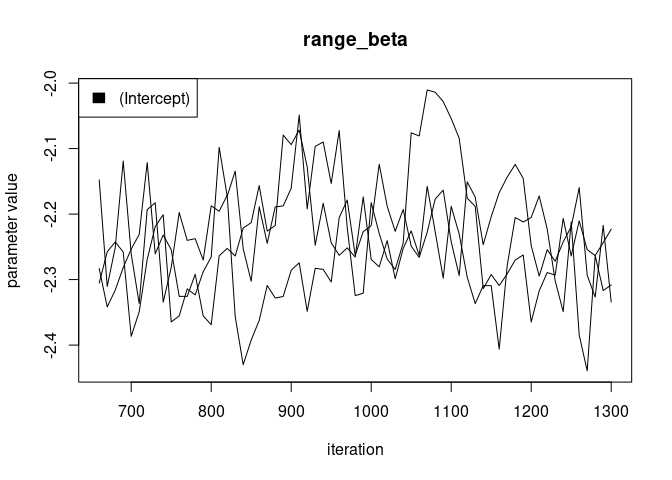 range_beta
(Intercept)
parameter value
-2.0
-2.1
-2.2
-2.3
-2.4
700 800 900 1000 1100 1200 1300
iteration